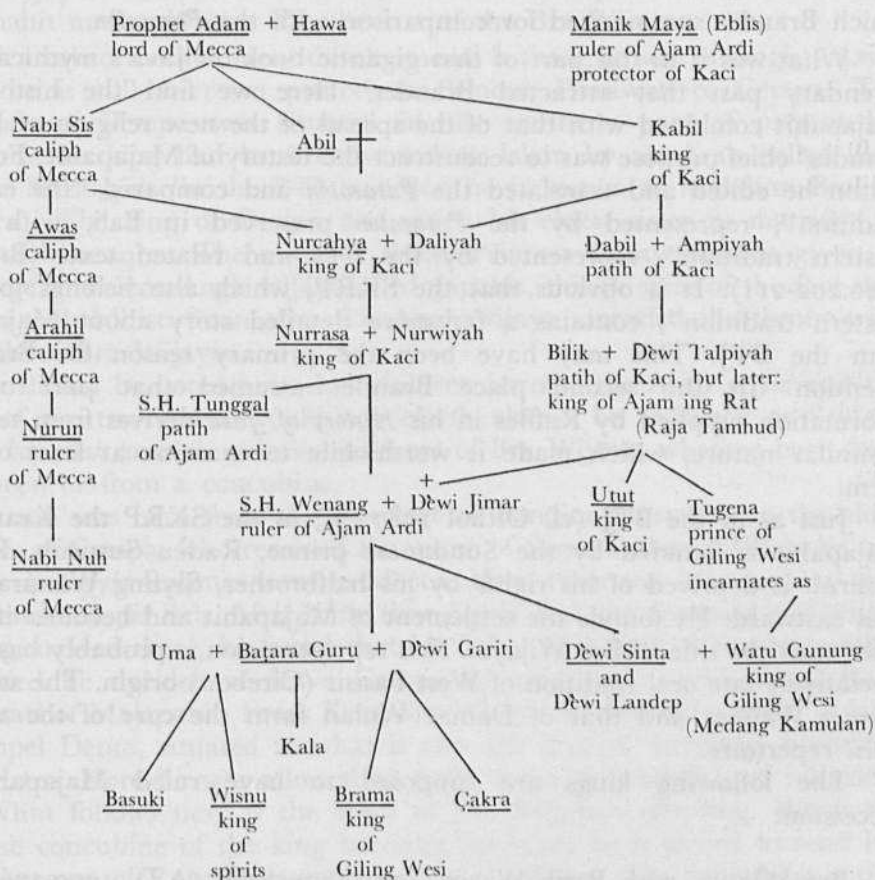 Prophet Adam + Hawa
lord of Mecca
Manik Maya (Eblis)
ruler of Ajam Ardi
protector of Kaci
Nabi Sis
caliph
of Mecca
Abil
Kabil
king
of Kaci
Awas
caliph
of Mecca
Nurcahya + Daliyah
king of Kaci
Dabil + Ampiyah
patih of Kaci
Arahil
caliph
of Mecca
Nurrasa + Nurwiyah
king of Kaci
Bilik + Dèwi Talpiyah
patih of Kaci, but later:
king of Ajam ing Rat
(Raja Tanihud)
S.H. Tunggal
patih
of Ajam Ardi
Nurun
ruler
of Mecca
+
S.H. Wenang + Dèwi Jimar
ruler of Ajam Ardi
Utut
king
of Kaci
Tugena
prince of
Giling Wesi
incarnates as
Nabi Nuh
ruler
of Mecca
Uma + Batara Guru + Dèwi Gariti
Dèwi Sinta + Watu Gunung
and
Dèwi Landep
king of
Giling Wesi
(Medang Kamulan)
Kala
Basuki
Wisnu
king
of
spirits
Brama
king
of
Giling Wesi
Cakra